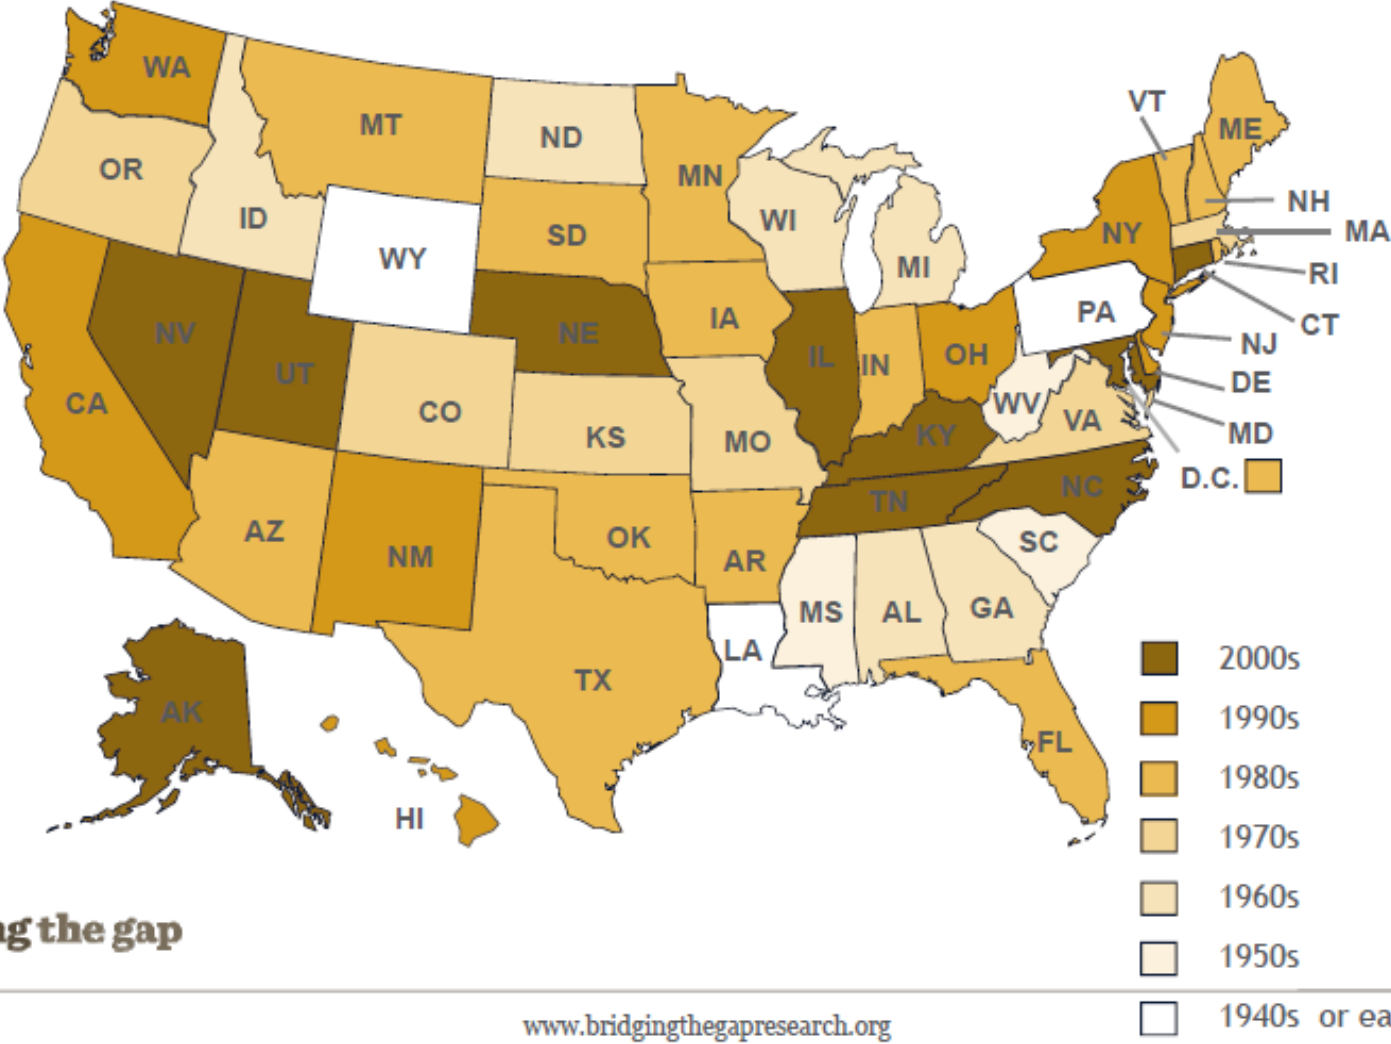 WA
MT
ND
MN
VT
ME
OR
ID
SD
WI
NH
NY
MA
WY
MI
RI
NV
NE
IA
PA
CT
UT
IL
IN
OH
NJ
DE
CA
CO
KS
MO
KY
WV
VA
MD
D.C.
AZ
NM
OK
AR
TN
NC
SC
TX
LA
MS
AL
GA
FL
AK
HI
2000s
1990s
1980s
1970s
1960s
1950s
1940s or ea
ng the gap
www.bridgingthegapresearch.org